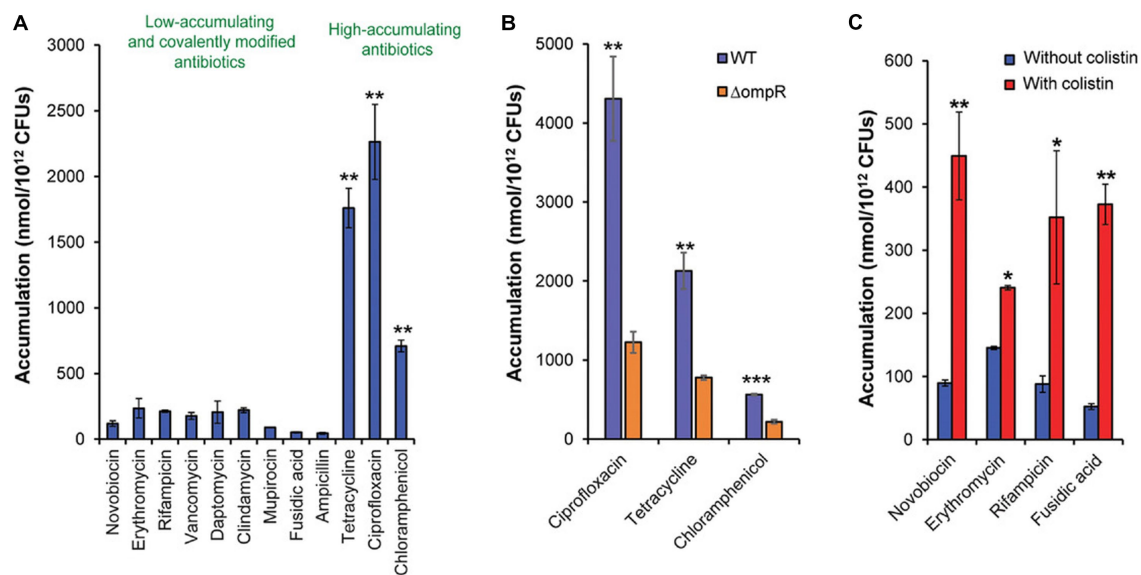 A
Low-accumulating
and covalently modified
antibiotics
High-accumulating
antibiotics
Accumulation (nmol/10¹² CFUs)
3000
2500
2000
1500
1000
500
0
**
**
**
Novobiocin
Erythromycin
Rifampicin
Vancomycin
Daptomycin
Clindamycin
Mupirocin
Fusidic acid
Ampicillin
Tetracycline
Ciprofloxacin
Chloramphenicol
B
WT
ΔompR
Accumulation (nmol/10¹² CFUs)
5000
4000
3000
2000
1000
0
**
**
***
Ciprofloxacin
Tetracycline
Chloramphenicol
C
Without colistin
With colistin
Accumulation (nmol/10¹² CFUs)
600
500
400
300
200
100
0
**
*
*
**
Novobiocin
Erythromycin
Rifampicin
Fusidic acid